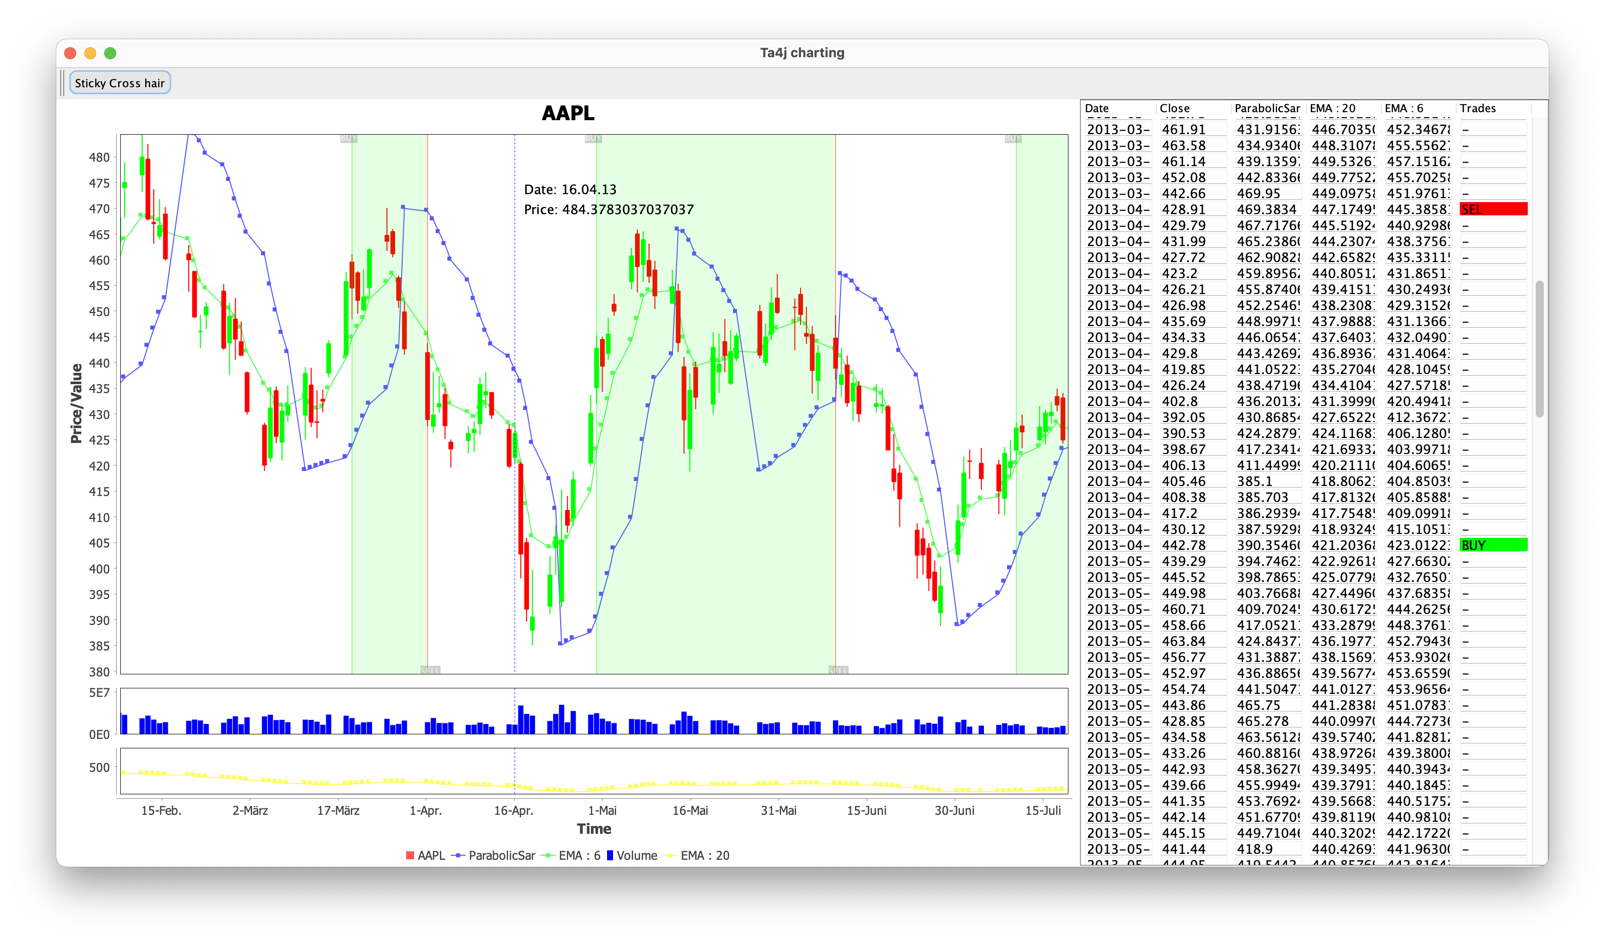 Ta4j charting
Sticky Cross hair
AAPL
BUY BUY BUY
Date: 16.04.13
Price: 484.3783037037037
Price/Value
480
475
470
465
460
455
450
445
440
435
430
425
420
415
410
405
400
395
390
385
380
SELL SELL
5E7
0E0
500
15-Feb. 2-März 17-März 1-Apr. 16-Apr. 1-Mai 16-Mai 31-Mai 15-Juni 30-Juni 15-Juli
Time
AAPL ParabolicSar EMA : 6 Volume EMA : 20
Date Close ParabolicSar EMA : 20 EMA : 6 Trades
2013-03- 461.91 431.9156 446.7035 452.3467 –
2013-03- 463.58 434.9340 448.3107 455.5562 –
2013-03- 461.14 439.1359 449.5326 457.1516 –
2013-03- 452.08 442.8336 449.7752 455.7025 –
2013-03- 442.66 469.95 449.0975 451.9761 –
2013-04- 428.91 469.3834 447.1749 445.3858 SEL
2013-04- 429.79 467.7176 445.5192 440.9298 –
2013-04- 431.99 465.2386 444.2307 438.3756 –
2013-04- 427.72 462.9082 442.6582 435.3311 –
2013-04- 423.2 459.8956 440.8051 431.8651 –
2013-04- 426.21 455.8740 439.4151 430.2493 –
2013-04- 426.98 452.2546 438.2308 429.3152 –
2013-04- 435.69 448.9971 437.9888 431.1366 –
2013-04- 434.33 446.0654 437.6403 432.0490 –
2013-04- 429.8 443.4269 436.8936 431.4064 –
2013-04- 419.85 441.0522 435.2704 428.1045 –
2013-04- 426.24 438.4719 434.4104 427.5718 –
2013-04- 402.8 436.2013 431.3999 420.4941 –
2013-04- 392.05 430.8685 427.6522 412.3672 –
2013-04- 390.53 424.2879 424.1168 406.1280 –
2013-04- 398.67 417.2341 421.6933 403.9971 –
2013-04- 406.13 411.4499 420.2111 404.6065 –
2013-04- 405.46 385.1 418.8062 404.8503 –
2013-04- 408.38 385.703 417.8132 405.8588 –
2013-04- 417.2 386.2939 417.7548 409.0991 –
2013-04- 430.12 387.5929 418.9324 415.1051 –
2013-04- 442.78 390.3546 421.2036 423.0122 BUY
2013-05- 439.29 394.7462 422.9261 427.6630 –
2013-05- 445.52 398.7865 425.0779 432.7650 –
2013-05- 449.98 403.7668 427.4496 437.6835 –
2013-05- 460.71 409.7024 430.6172 444.2625 –
2013-05- 458.66 417.0521 433.2879 448.3761 –
2013-05- 463.84 424.8437 436.1977 452.7943 –
2013-05- 456.77 431.3887 438.1569 453.9302 –
2013-05- 452.97 436.8865 439.5677 453.6559 –
2013-05- 454.74 441.5047 441.0127 453.9656 –
2013-05- 443.86 465.75 441.2838 451.0783 –
2013-05- 428.85 465.278 440.0997 444.7273 –
2013-05- 434.58 463.5612 439.5740 441.8281 –
2013-05- 433.26 460.8816 438.9726 439.3800 –
2013-05- 442.93 458.3627 439.3495 440.3943 –
2013-05- 439.66 455.9949 439.3791 440.1845 –
2013-05- 441.35 453.7692 439.5668 440.5175 –
2013-05- 442.14 451.6770 439.8119 440.9810 –
2013-05- 445.15 449.7104 440.3202 442.1722 –
2013-05- 441.44 418.9 440.4269 441.9630 –